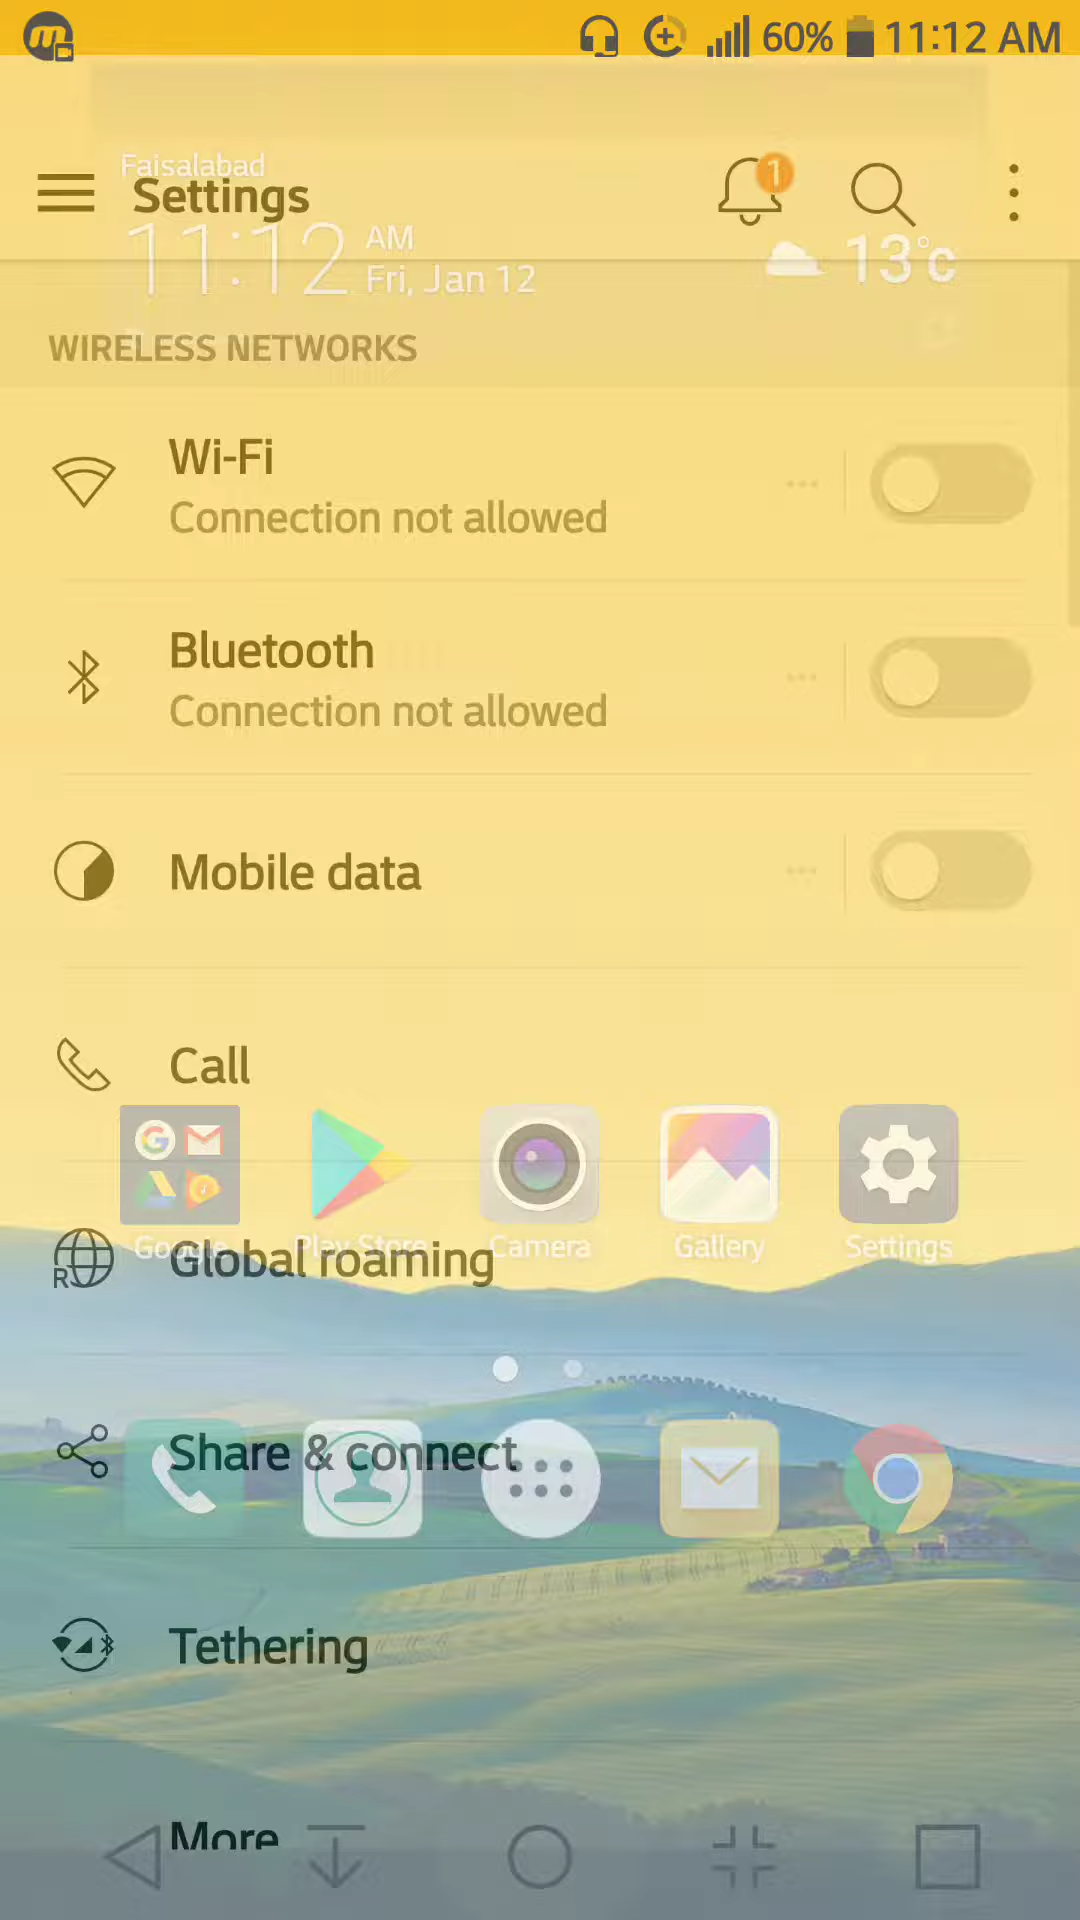 60% 11:12 AM
Faisalabad
Settings
1
11:12 AM
Fri, Jan 12
13°c
WIRELESS NETWORKS
Wi-Fi
Connection not allowed
Bluetooth
Connection not allowed
Mobile data
Call
Google
Play Store
Camera
Gallery
Settings
Global roaming
R
Share & connect
Tethering
More